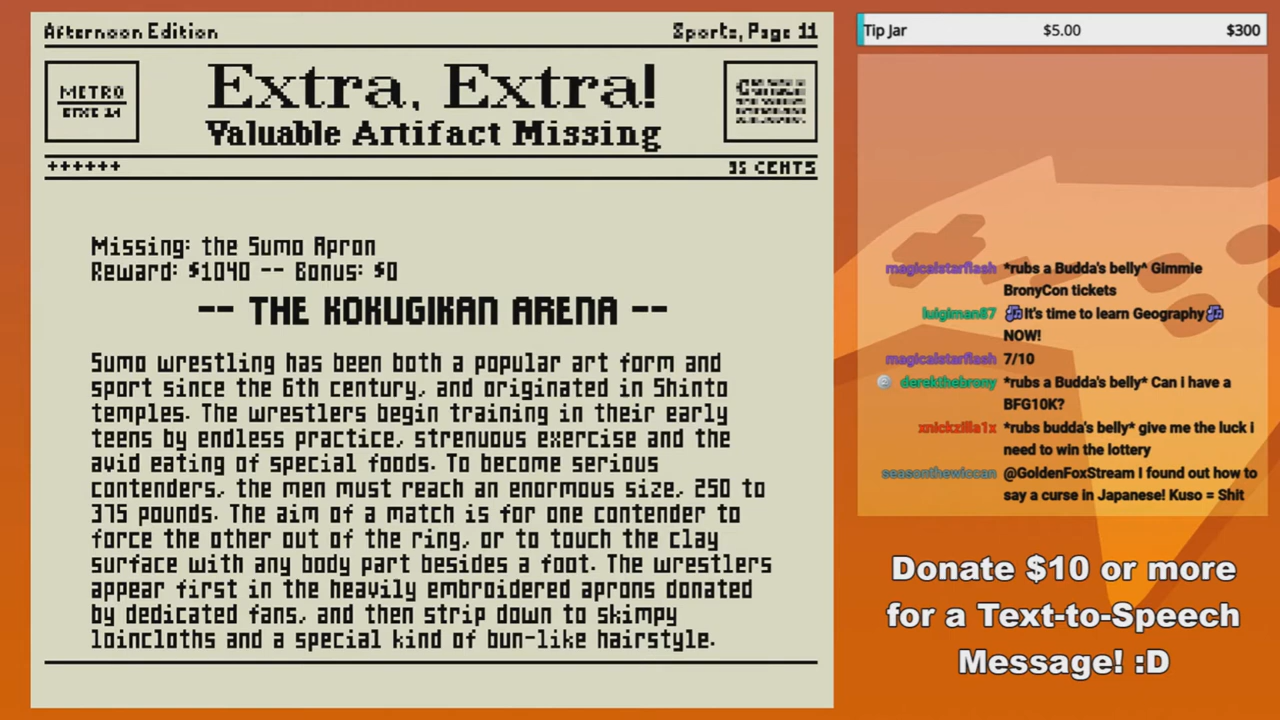 Afternoon Edition
Sports, Page 11
METRO
Extra, Extra!
Valuable Artifact Missing
++++++
35 CENTS
Missing: the Sumo Apron
Reward: $1040 -- Bonus: $0
-- THE KOKUGIKAN ARENA --
Sumo wrestling has been both a popular art form and
sport since the 6th century, and originated in Shinto
temples. The wrestlers begin training in their early
teens by endless practice, strenuous exercise and the
avid eating of special foods. To become serious
contenders, the men must reach an enormous size, 250 to
375 pounds. The aim of a match is for one contender to
force the other out of the ring, or to touch the clay
surface with any body part besides a foot. The wrestlers
appear first in the heavily embroidered aprons donated
by dedicated fans, and then strip down to skimpy
loincloths and a special kind of bun-like hairstyle.
Tip Jar $5.00 $300
magicalstarflash *rubs a Budda's belly^ Gimmie
BronyCon tickets
luigiman87 🎶It's time to learn Geography🎶
NOW!
magicalstarflash 7/10
derekthebrony *rubs a Budda's belly* Can i have a
BFG10K?
xnickzilla1x *rubs budda's belly* give me the luck i
need to win the lottery
seasonthewiccan @GoldenFoxStream I found out how to
say a curse in Japanese! Kuso = Shit
Donate $10 or more
for a Text-to-Speech
Message! :D